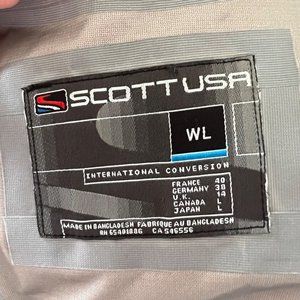 SCOTT USA
WL
INTERNATIONAL CONVERSION
FRANCE 40
GERMANY 38
U.K. 14
CANADA L
JAPAN L
MADE IN BANGLADESH FABRIQUE AU BANGLADESH
RN 65401886 CA 546556